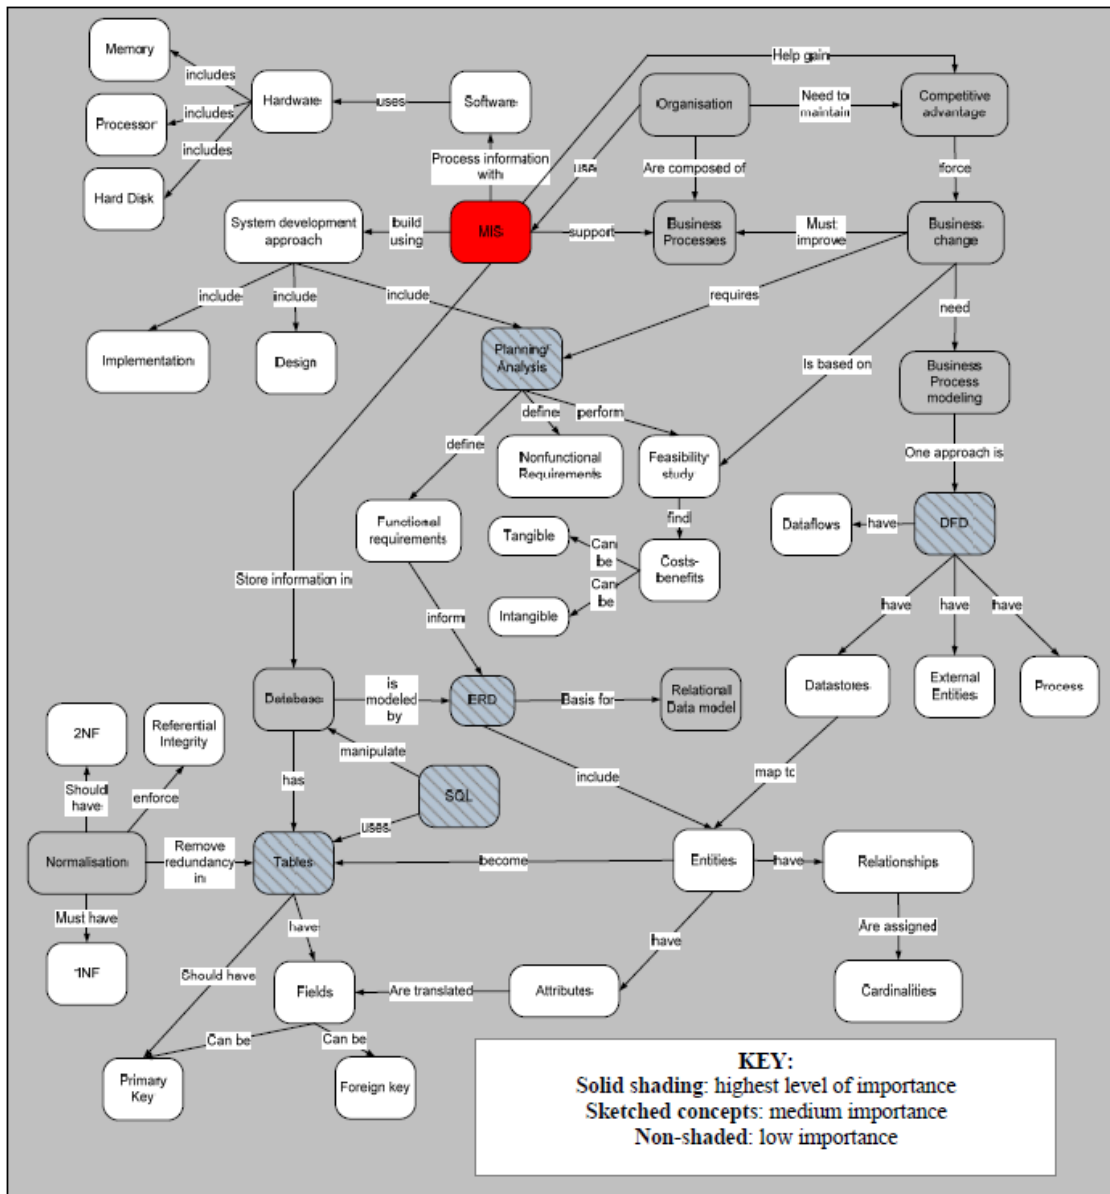 Memory
includes
Hardware
uses
Software
Help gain
Organisation
Need to
maintain
Competitive
advantage
Processor
includes
includes
Hard Disk
Process information
with
use
Are composed of
force
System development
approach
build
using
MIS
support
Business
Processes
Must
improve
Business
change
include
include
include
requires
need
Implementation
Design
Planning/
Analysis
Is based on
Business
Process
modeling
define
perform
define
Nonfunctional
Requirements
Feasibility
study
One approach is
Functional
requirements
find
Tangible
Can
be
Costs-
benefits
Dataflows
have
DFD
Store information in
Can
be
Intangible
inform
have
have
have
Database
is
modeled
by
ERD
Basis for
Relational
Data model
Datastores
External
Entities
Process
2NF
Referential
Integrity
manipulate
Should
have
enforce
has
SQL
include
map to
uses
Normalisation
Remove
redundancy
in
Tables
become
Entities
have
Relationships
Must have
have
have
Are assigned
1NF
Should have
Fields
Are translated
Attributes
Cardinalities
Can be
Can be
Primary
Key
Foreign key
KEY:
Solid shading: highest level of importance
Sketched concepts: medium importance
Non-shaded: low importance